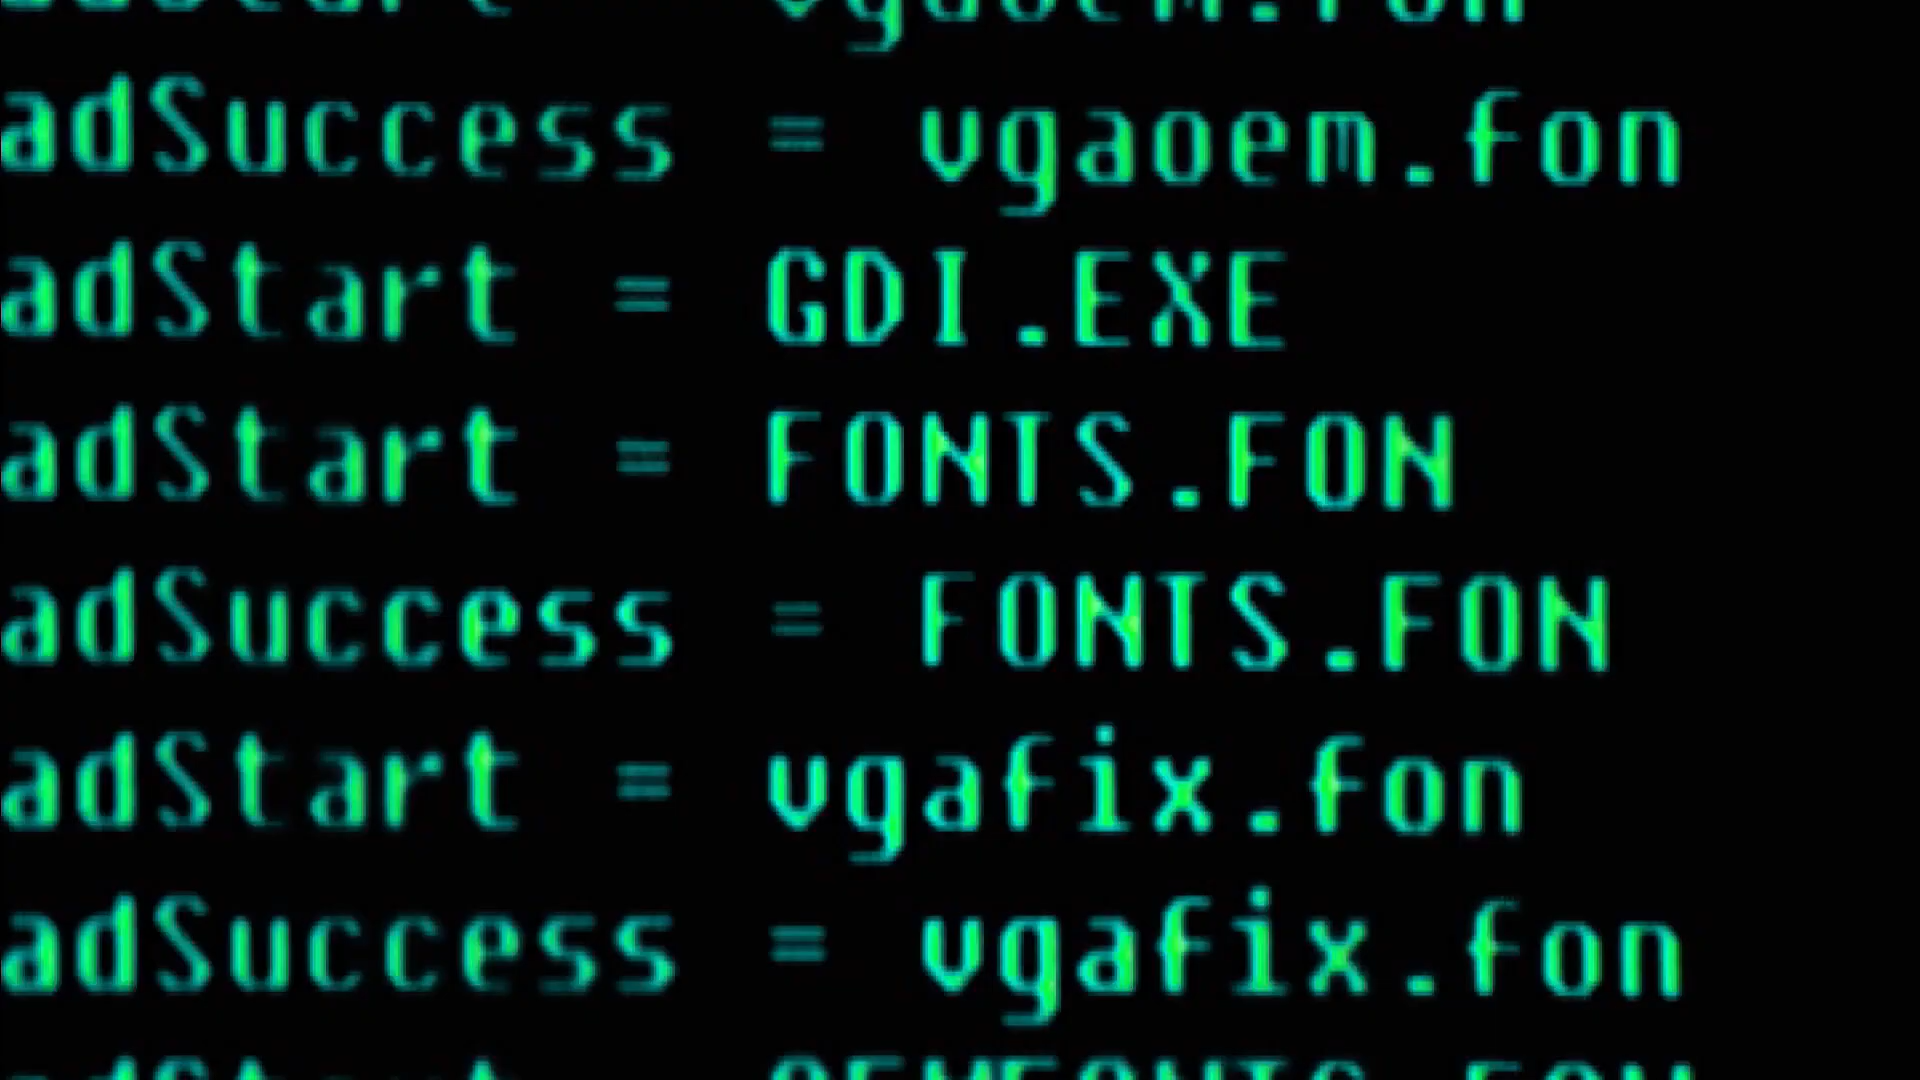 adSuccess = vgaoem.fon
adStart = GDI.EXE
adStart = FONTS.FON
adSuccess = FONTS.FON
adStart = vgafix.fon
adSuccess = vgafix.fon